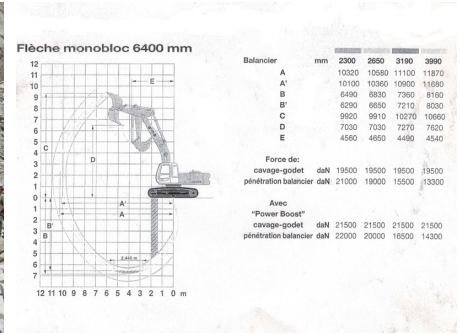 Flèche monobloc 6400 mm
12
11
10
9
8
7
6
5
4
3
2
1
0
1
2
3
4
5
6
7
E
C
D
A'
A
B'
B
2.440 m
12 11 10 9 8 7 6 5 4 3 2 1 0 m
Balancier mm 2300 2650 3190 3990
A 10320 10580 11100 11870
A' 10100 10360 10900 11680
B 6490 6830 7360 8160
B' 6290 6650 7210 8030
C 9920 9910 10270 10660
D 7030 7030 7270 7620
E 4560 4650 4490 4540
Force de:
cavage-godet daN 19500 19500 19500 19500
pénétration balancier daN 21000 19000 15500 13300
Avec
"Power Boost"
cavage-godet daN 21500 21500 21500 21500
pénétration balancier daN 22000 20000 16500 14300